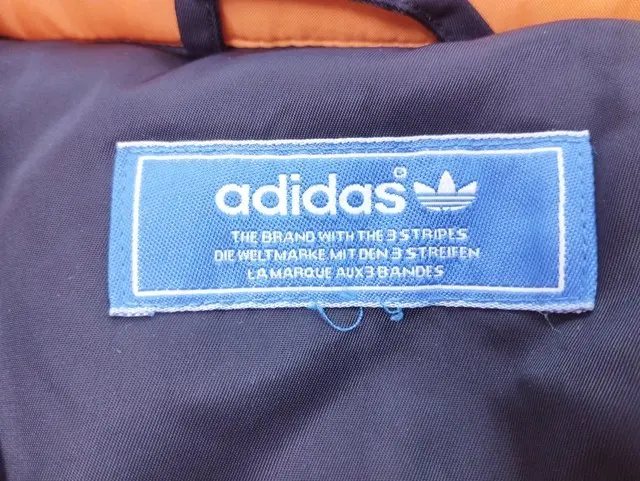 adidas®
THE BRAND WITH THE 3 STRIPES
DIE WELTMARKE MIT DEN 3 STREIFEN
LA MARQUE AUX 3 BANDES